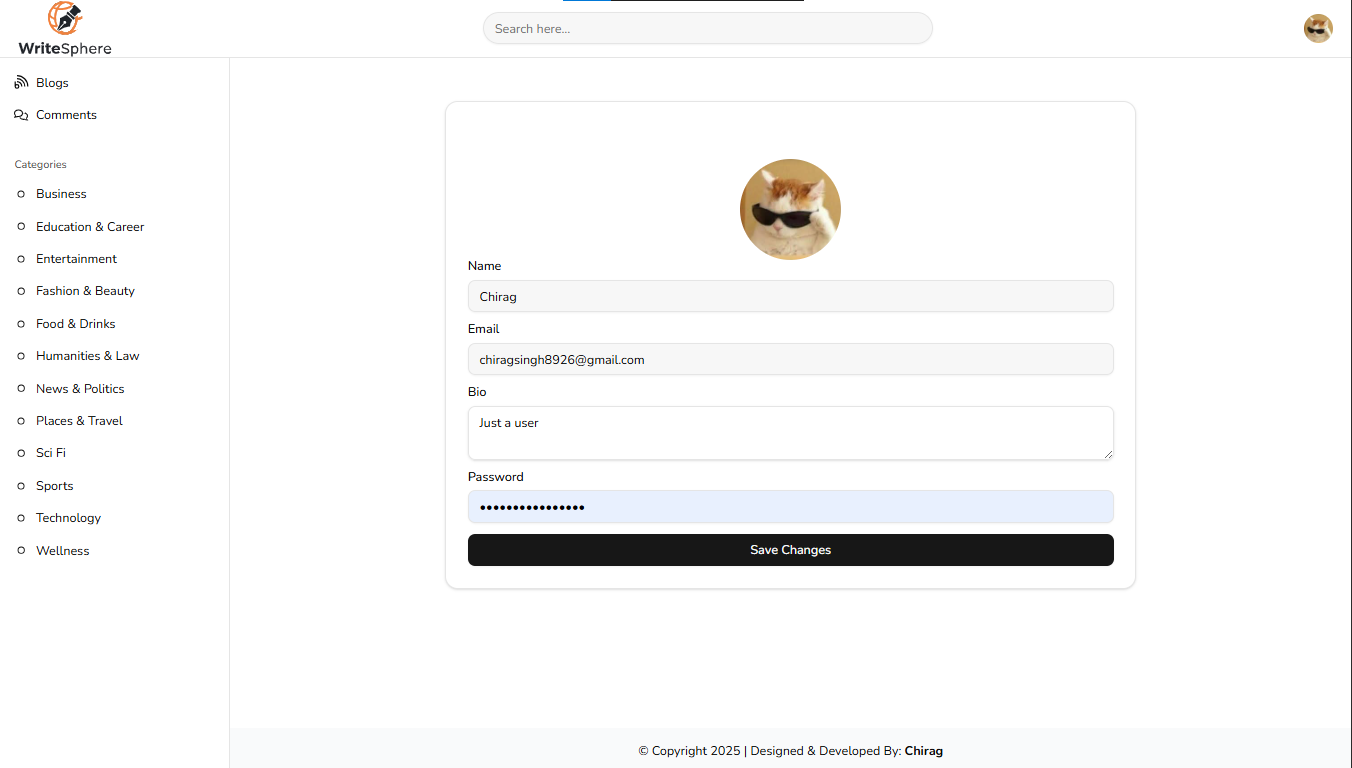 WriteSphere
Search here...
Blogs
Comments
Categories
Business
Education & Career
Entertainment
Fashion & Beauty
Food & Drinks
Humanities & Law
News & Politics
Places & Travel
Sci Fi
Sports
Technology
Wellness
Name
Chirag
Email
chiragsingh8926@gmail.com
Bio
Just a user
Password
••••••••••••••••
Save Changes
© Copyright 2025 | Designed & Developed By: Chirag